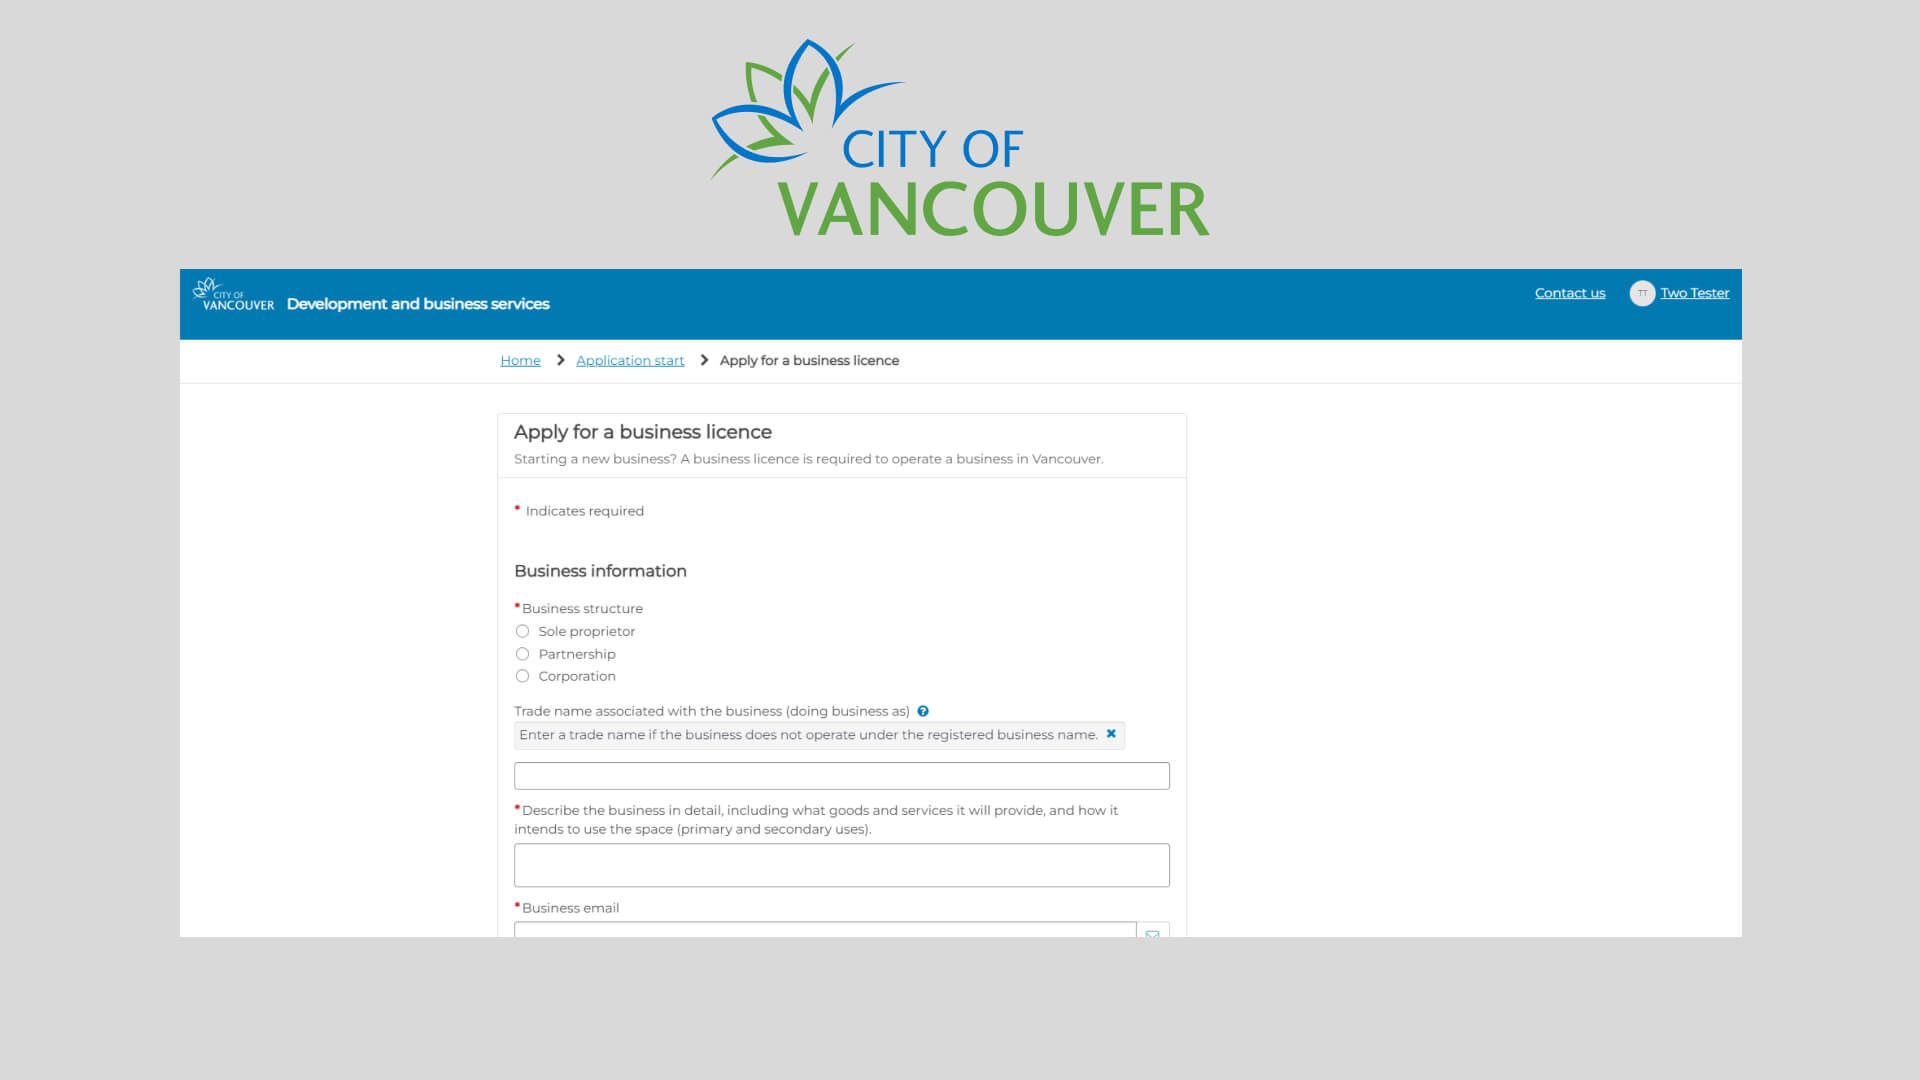 CITY OF
VANCOUVER
CITY OF
VANCOUVER
Development and business services
Contact us
TT
Two Tester
Home > Application start > Apply for a business licence
Apply for a business licence
Starting a new business? A business licence is required to operate a business in Vancouver.
* Indicates required
Business information
*Business structure
Sole proprietor
Partnership
Corporation
Trade name associated with the business (doing business as) ?
Enter a trade name if the business does not operate under the registered business name.
*Describe the business in detail, including what goods and services it will provide, and how it
intends to use the space (primary and secondary uses).
*Business email